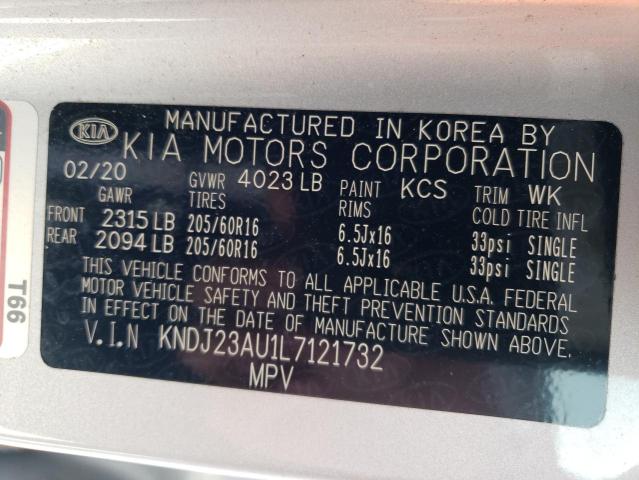 MANUFACTURED IN KOREA BY
KIA KIA MOTORS CORPORATION
02/20 GVWR 4023 LB PAINT KCS TRIM WK
GAWR TIRES RIMS COLD TIRE INFL
FRONT 2315 LB 205/60R16 6.5Jx16 33psi SINGLE
REAR 2094 LB 205/60R16 6.5Jx16 33psi SINGLE
THIS VEHICLE CONFORMS TO ALL APPLICABLE U.S.A. FEDERAL
MOTOR VEHICLE SAFETY AND THEFT PREVENTION STANDARDS
IN EFFECT ON THE DATE OF MANUFACTURE SHOWN ABOVE.
V.I.N KNDJ23AU1L7121732
MPV
T66